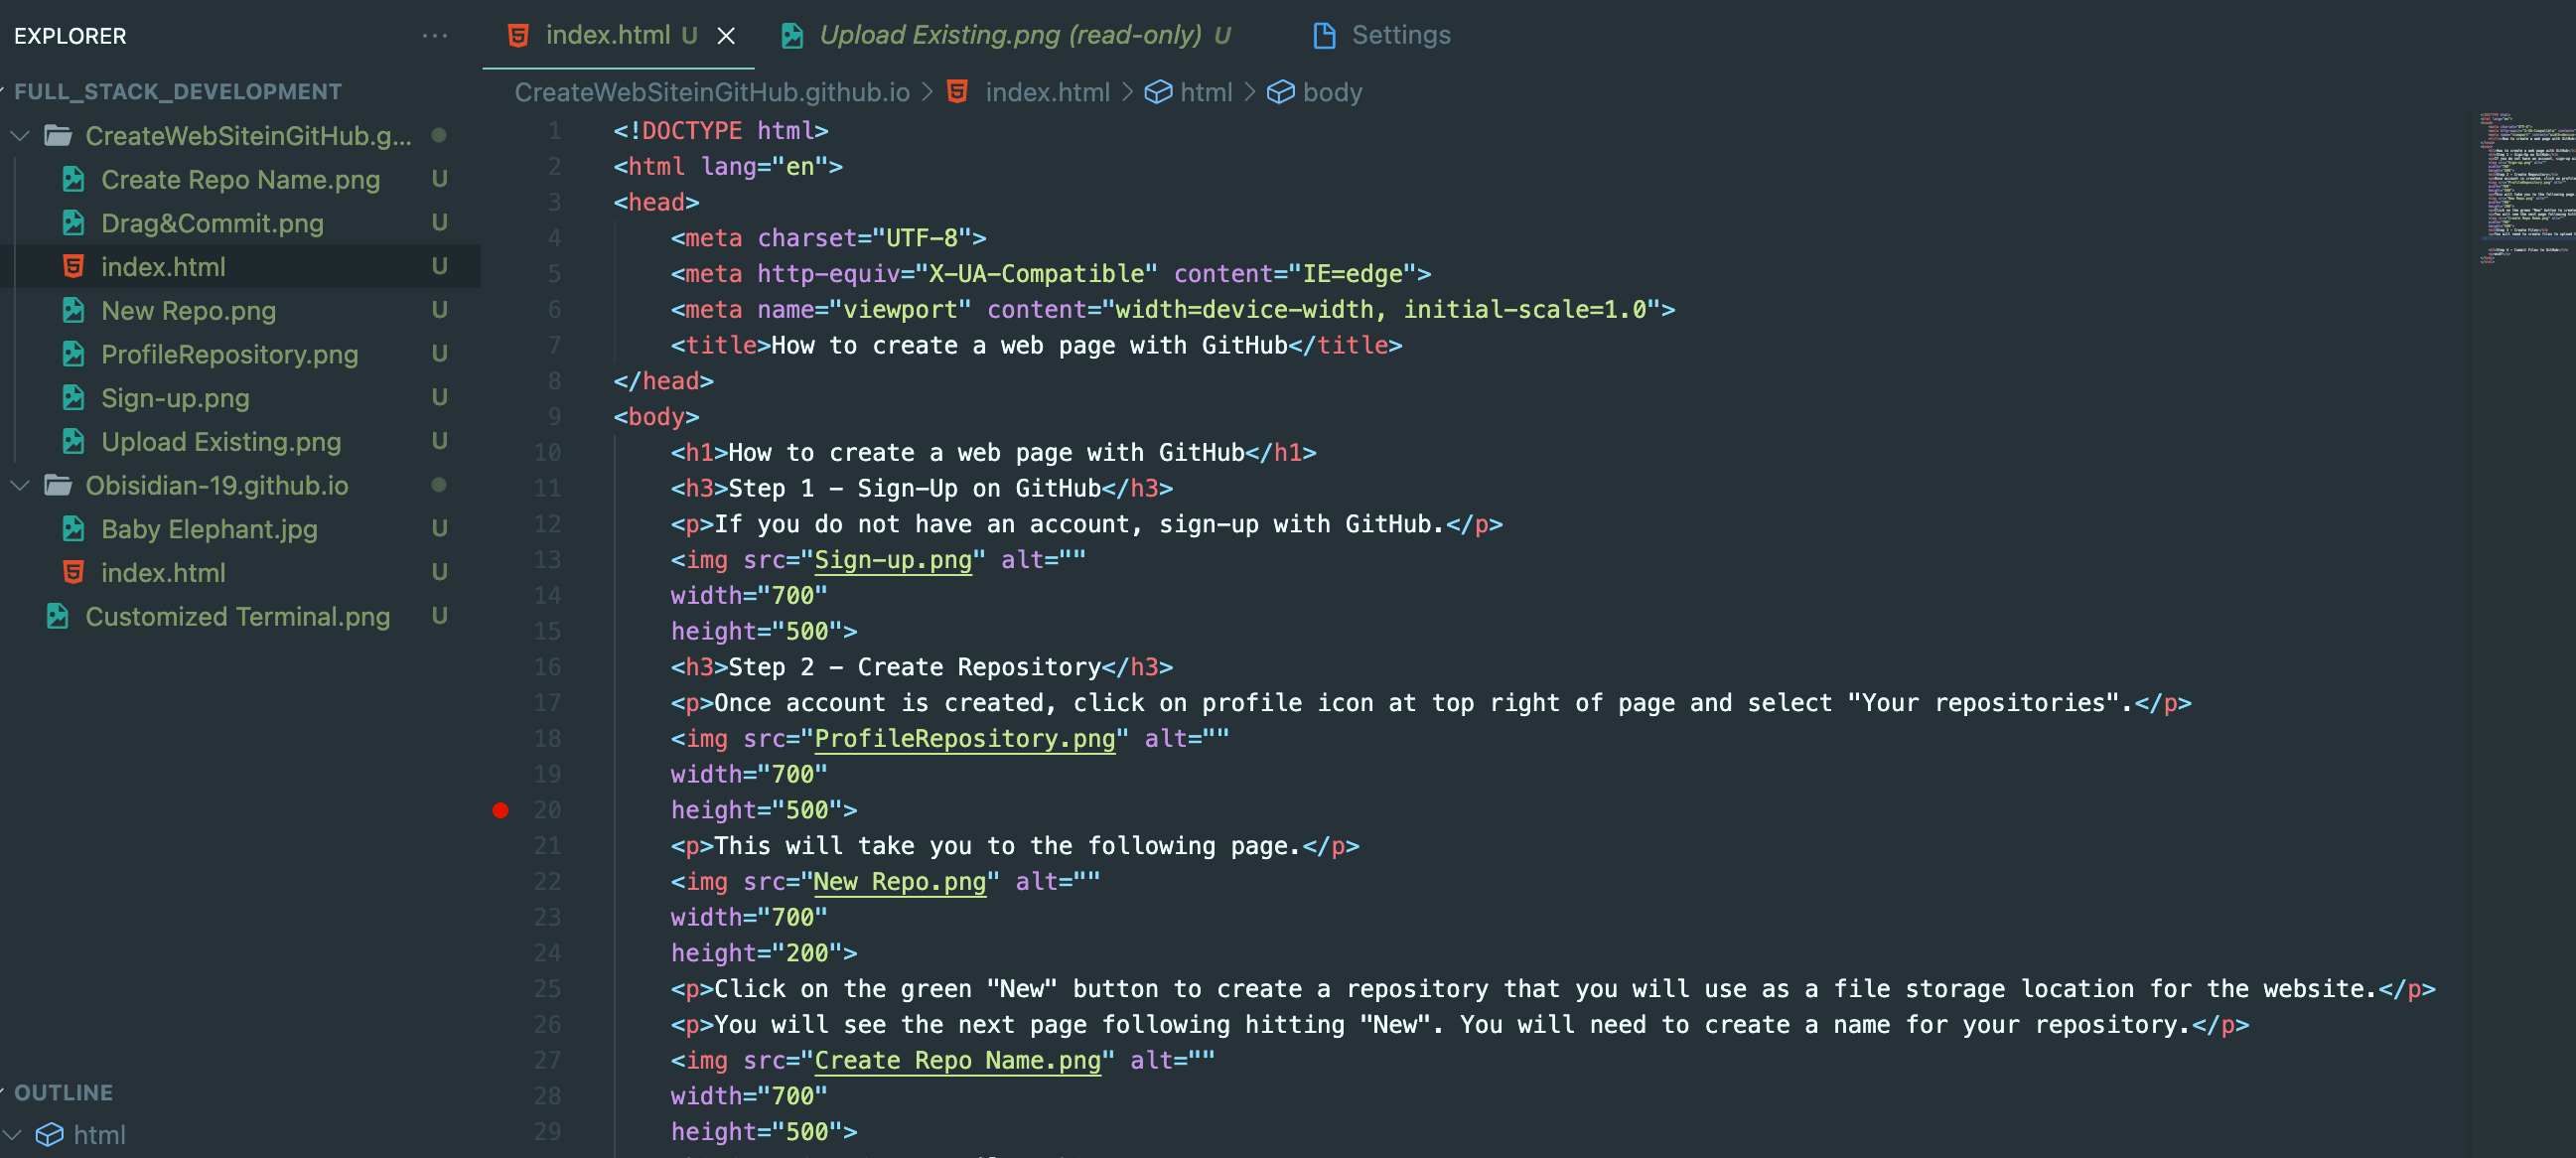 EXPLORER
index.html U
Upload Existing.png (read-only) U
Settings
FULL_STACK_DEVELOPMENT
CreateWebSiteinGitHub.g...
Create Repo Name.png U
Drag&Commit.png U
index.html U
New Repo.png U
ProfileRepository.png U
Sign-up.png U
Upload Existing.png U
Obisidian-19.github.io
Baby Elephant.jpg U
index.html U
Customized Terminal.png U
OUTLINE
html
CreateWebSiteinGitHub.github.io > index.html > html > body
1 <!DOCTYPE html>
2 <html lang="en">
3 <head>
4 <meta charset="UTF-8">
5 <meta http-equiv="X-UA-Compatible" content="IE=edge">
6 <meta name="viewport" content="width=device-width, initial-scale=1.0">
7 <title>How to create a web page with GitHub</title>
8 </head>
9 <body>
10 <h1>How to create a web page with GitHub</h1>
11 <h3>Step 1 - Sign-Up on GitHub</h3>
12 <p>If you do not have an account, sign-up with GitHub.</p>
13 <img src="Sign-up.png" alt=""
14 width="700"
15 height="500">
16 <h3>Step 2 - Create Repository</h3>
17 <p>Once account is created, click on profile icon at top right of page and select "Your repositories".</p>
18 <img src="ProfileRepository.png" alt=""
19 width="700"
20 height="500">
21 <p>This will take you to the following page.</p>
22 <img src="New Repo.png" alt=""
23 width="700"
24 height="200">
25 <p>Click on the green "New" button to create a repository that you will use as a file storage location for the website.</p>
26 <p>You will see the next page following hitting "New". You will need to create a name for your repository.</p>
27 <img src="Create Repo Name.png" alt=""
28 width="700"
29 height="500">